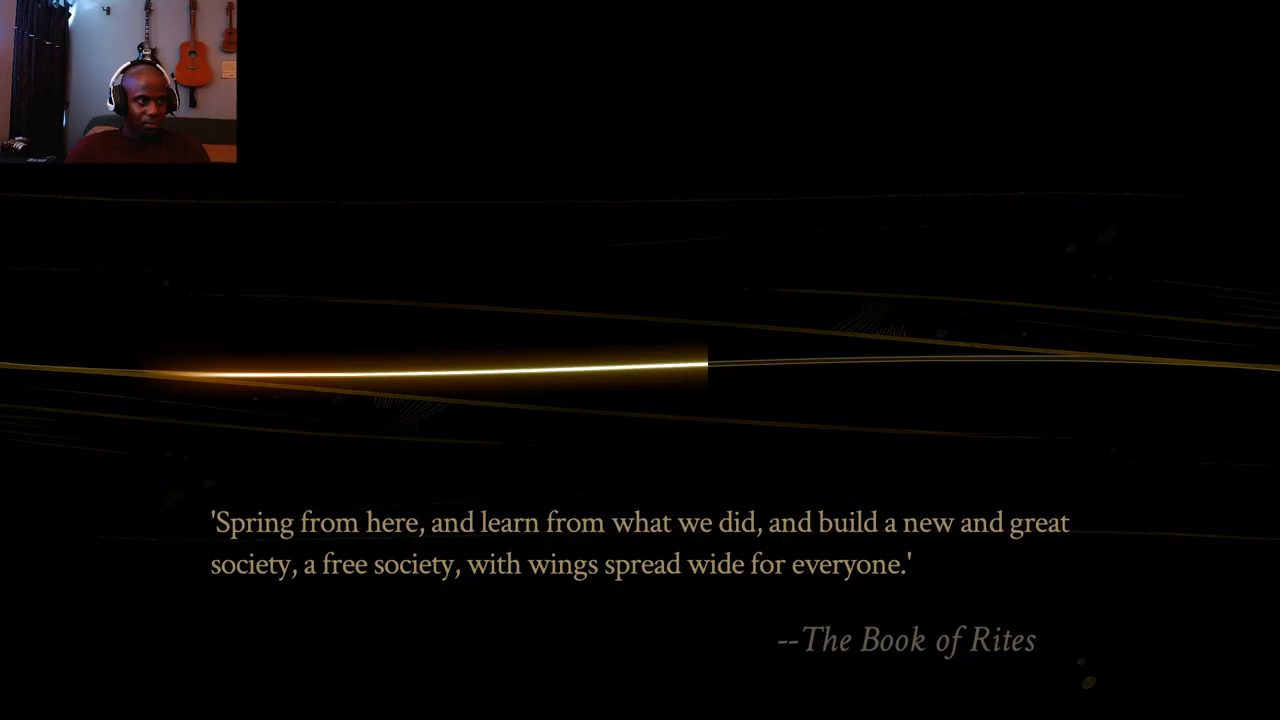 'Spring from here, and learn from what we did, and build a new and great
society, a free society, with wings spread wide for everyone.'
--The Book of Rites